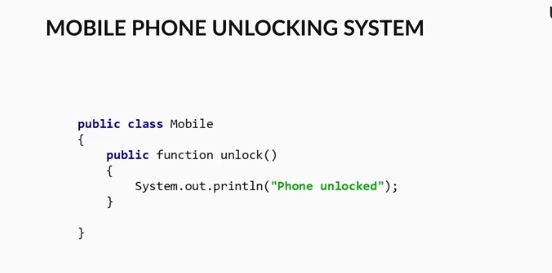 MOBILE PHONE UNLOCKING SYSTEM
public class Mobile
{
public function unlock()
{
System.out.println("Phone unlocked");
}
}